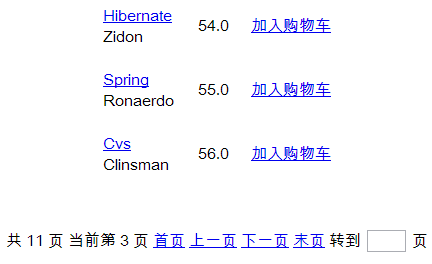 Hibernate
Zidon
54.0 加入购物车
Spring
Ronaerdo
55.0 加入购物车
Cvs
Clinsman
56.0 加入购物车
共 11 页 当前第 3 页 首页 上一页 下一页 末页 转到 页